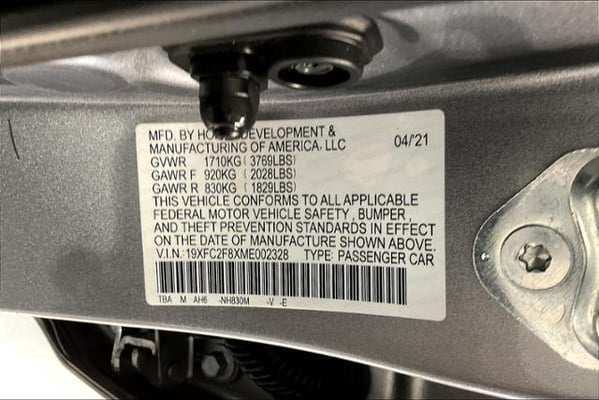 MFD. BY HONDA DEVELOPMENT &
MANUFACTURING OF AMERICA, LLC 04/'21
GVWR 1710KG ( 3769LBS)
GAWR F 920KG ( 2028LBS)
GAWR R 830KG ( 1829LBS)
THIS VEHICLE CONFORMS TO ALL APPLICABLE
FEDERAL MOTOR VEHICLE SAFETY , BUMPER ,
AND THEFT PREVENTION STANDARDS IN EFFECT
ON THE DATE OF MANUFACTURE SHOWN ABOVE.
V.I.N.: 19XFC2F8XME002328 TYPE: PASSENGER CAR
TBA M AH6 -NH830M -V -E